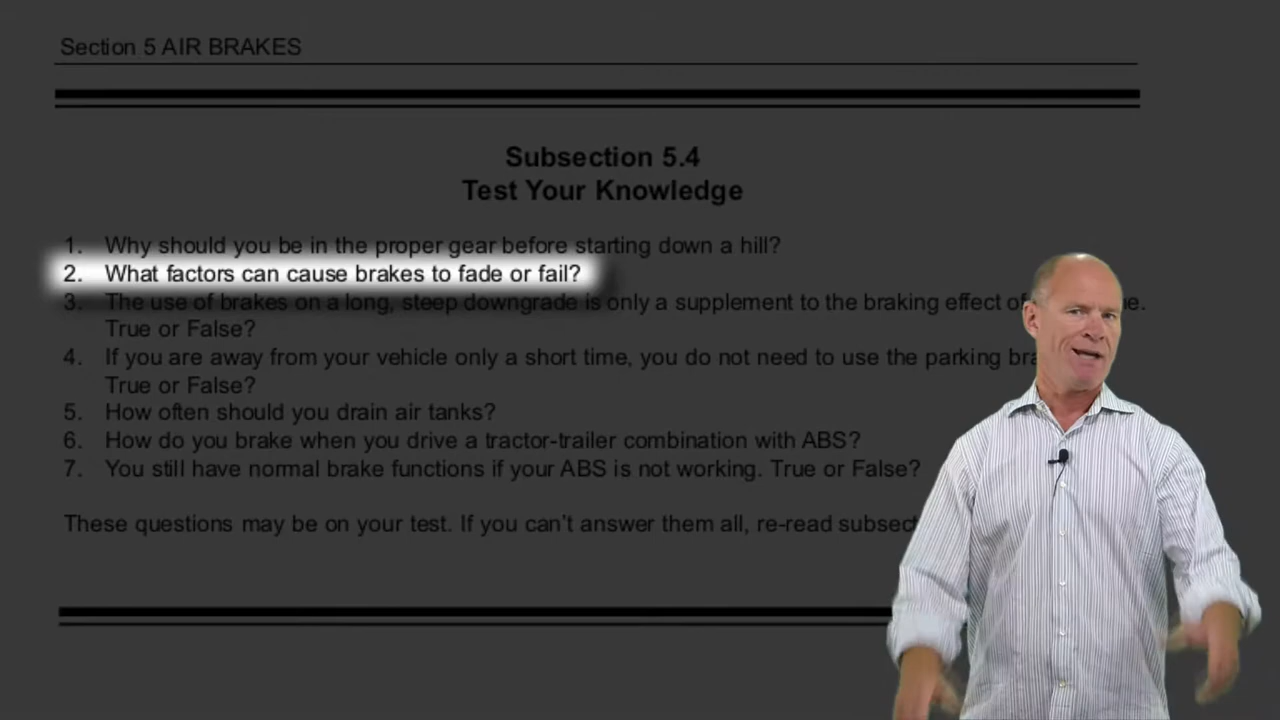 Section 5 AIR BRAKES
Subsection 5.4
Test Your Knowledge
1. Why should you be in the proper gear before starting down a hill?
2. What factors can cause brakes to fade or fail?
3. The use of brakes on a long, steep downgrade is only a supplement to the braking effect of e.
True or False?
4. If you are away from your vehicle only a short time, you do not need to use the parking
True or False?
5. How often should you drain air tanks?
6. How do you brake when you drive a tractor-trailer combination with ABS?
7. You still have normal brake functions if your ABS is not working. True or False?
These questions may be on your test. If you can't answer them all, re-read